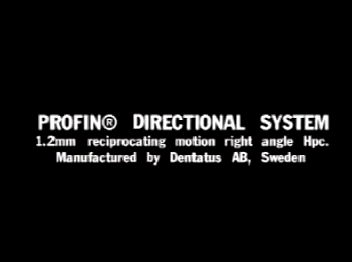 PROFIN® DIRECTIONAL SYSTEM
1.2mm reciprocating motion right angle Hpc.
Manufactured by Dentatus AB, Sweden